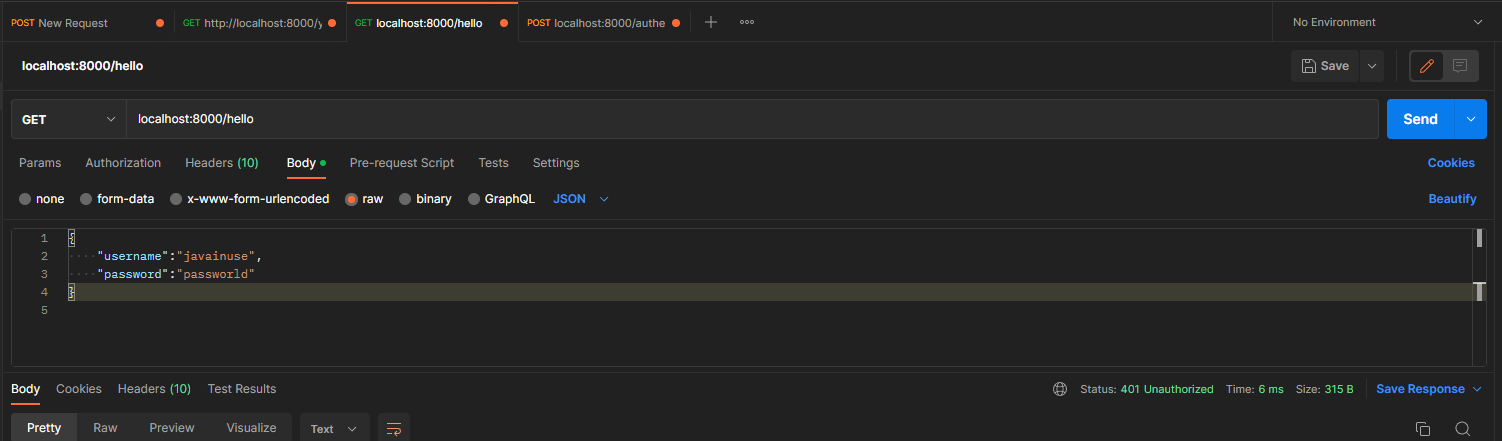 POST New Request GET http://localhost:8000/y GET localhost:8000/hello POST localhost:8000/authe No Environment
localhost:8000/hello Save
GET localhost:8000/hello Send
Params Authorization Headers (10) Body Pre-request Script Tests Settings Cookies
none form-data x-www-form-urlencoded raw binary GraphQL JSON Beautify
1 {
2 "username":"javainuse",
3 "password":"passworld"
4 }
5
Body Cookies Headers (10) Test Results Status: 401 Unauthorized Time: 6 ms Size: 315 B Save Response
Pretty Raw Preview Visualize Text